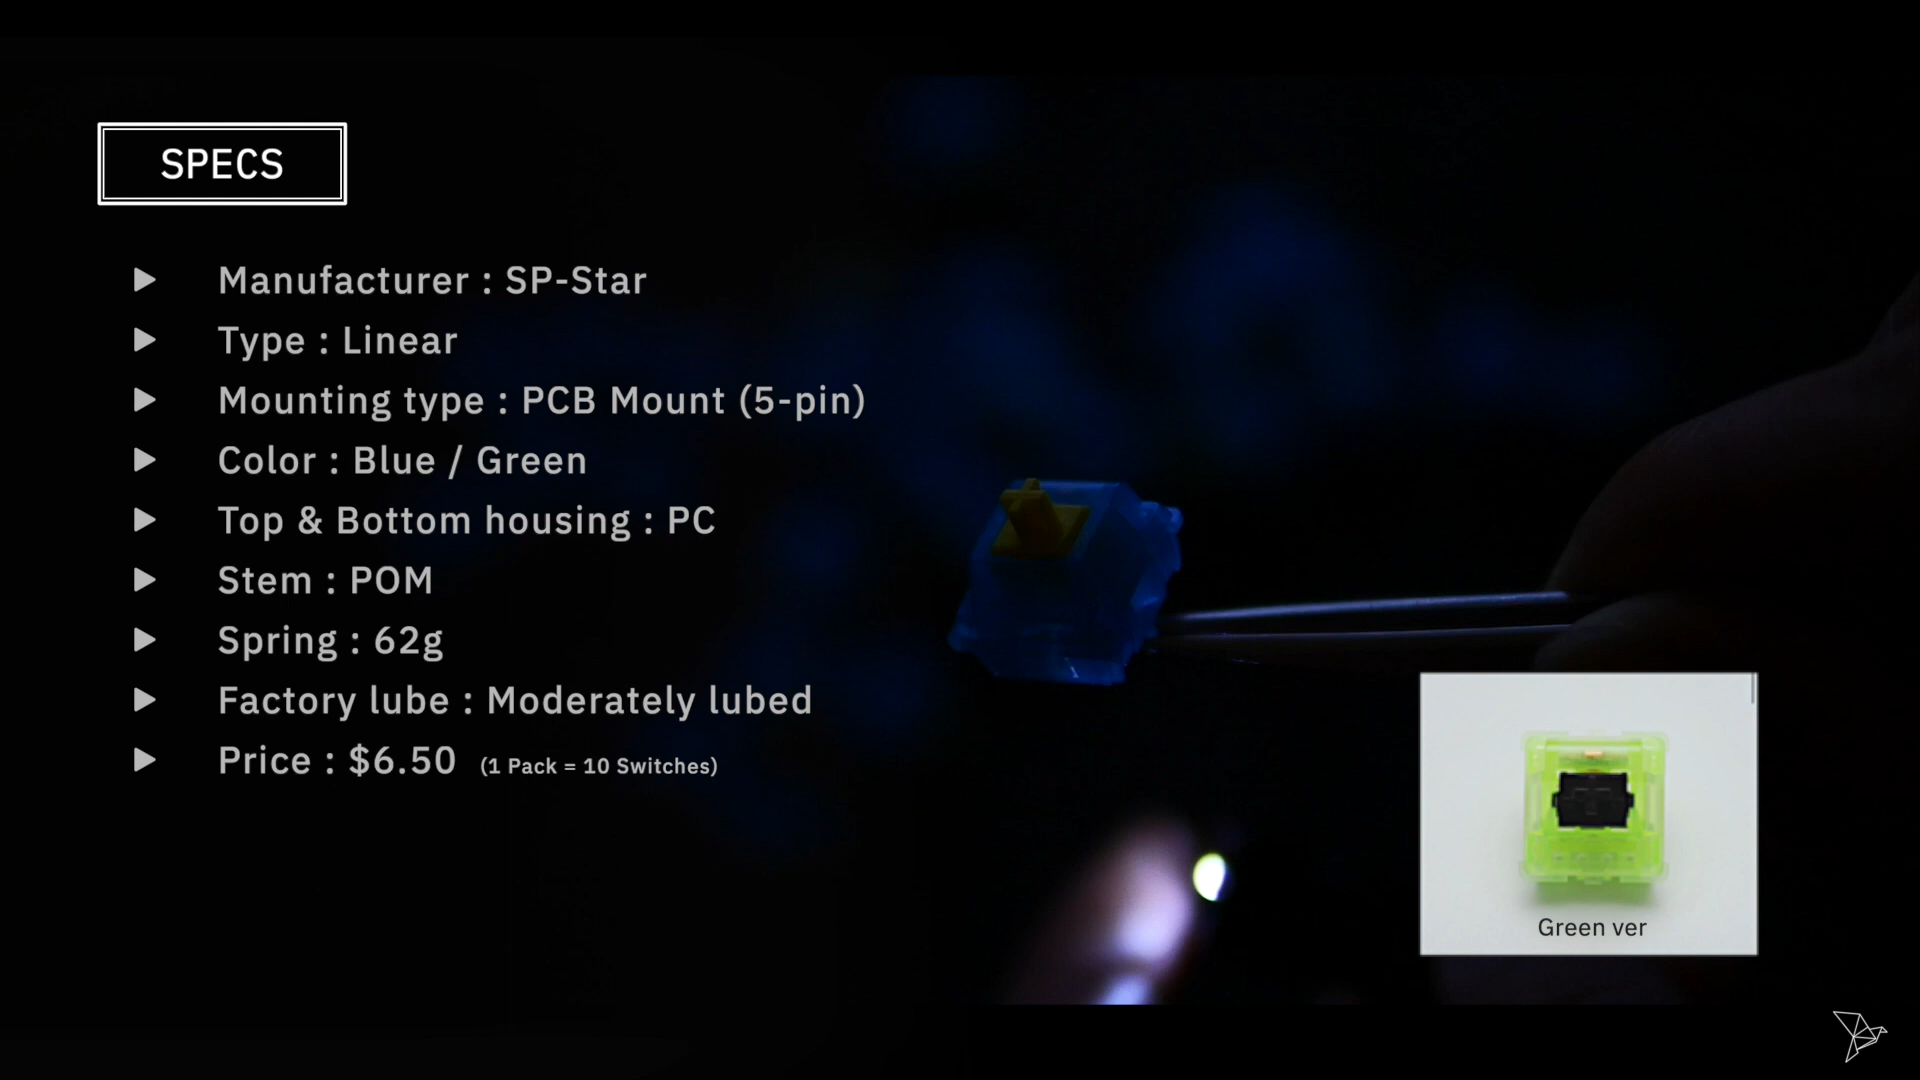 SPECS
Manufacturer : SP-Star
Type : Linear
Mounting type : PCB Mount (5-pin)
Color : Blue / Green
Top & Bottom housing : PC
Stem : POM
Spring : 62g
Factory lube : Moderately lubed
Price : $6.50 (1 Pack = 10 Switches)
Green ver